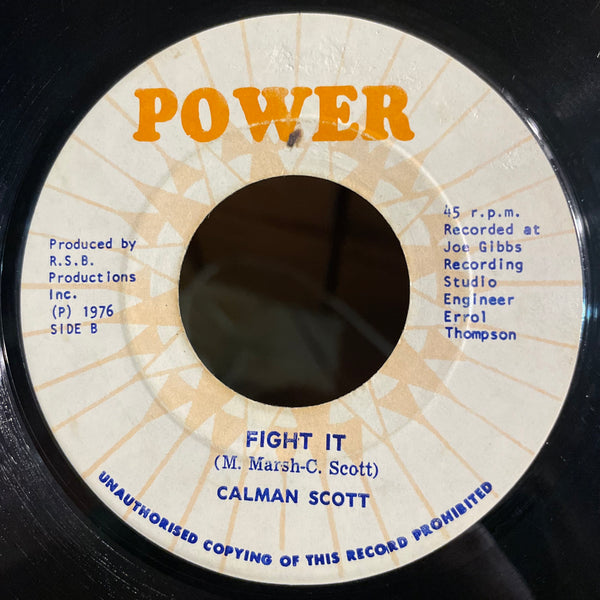 POWER
Produced by
R.S.B.
Productions
Inc.
(P) 1976
SIDE B
45 r.p.m.
Recorded at
Joe Gibbs
Recording
Studio
Engineer
Errol
Thompson
FIGHT IT
(M. Marsh-C. Scott)
CALMAN SCOTT
UNAUTHORISED COPYING OF THIS RECORD PROHIBITED